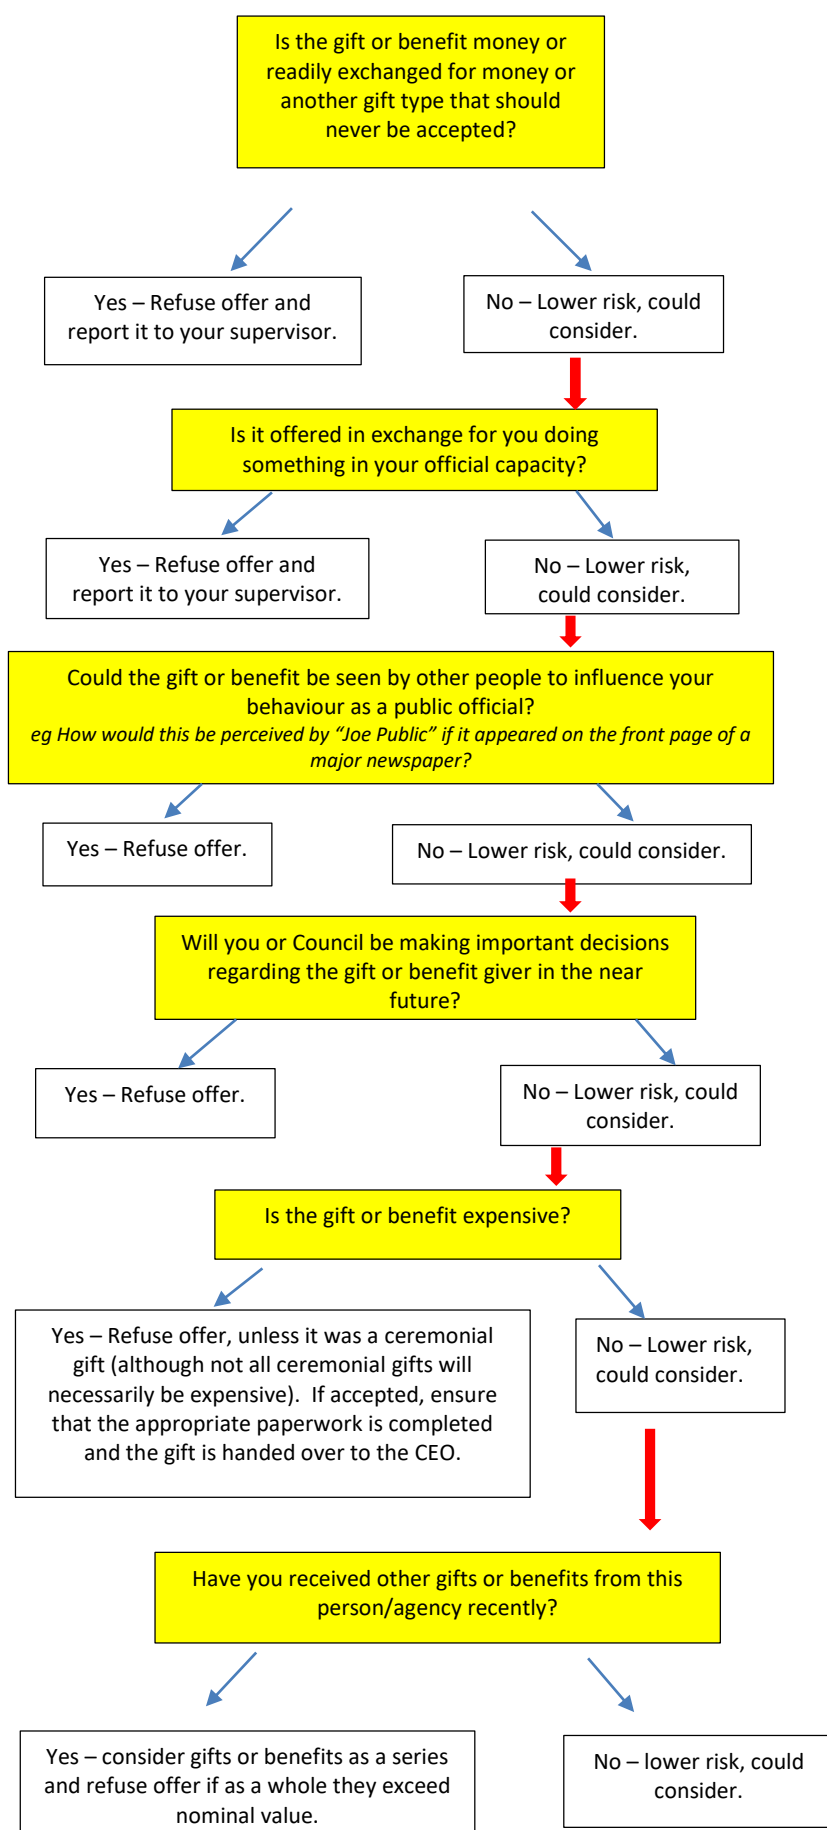 Is the gift or benefit money or
readily exchanged for money or
another gift type that should
never be accepted?
Yes – Refuse offer and
report it to your supervisor.
No – Lower risk, could
consider.
Is it offered in exchange for you doing
something in your official capacity?
Yes – Refuse offer and
report it to your supervisor.
No – Lower risk,
could consider.
Could the gift or benefit be seen by other people to influence your
behaviour as a public official?
eg How would this be perceived by “Joe Public” if it appeared on the front page of a
major newspaper?
Yes – Refuse offer.
No – Lower risk, could consider.
Will you or Council be making important decisions
regarding the gift or benefit giver in the near
future?
Yes – Refuse offer.
No – Lower risk, could
consider.
Is the gift or benefit expensive?
Yes – Refuse offer, unless it was a ceremonial
gift (although not all ceremonial gifts will
necessarily be expensive).  If accepted, ensure
that the appropriate paperwork is completed
and the gift is handed over to the CEO.
No – Lower risk,
could consider.
Have you received other gifts or benefits from this
person/agency recently?
Yes – consider gifts or benefits as a series
and refuse offer if as a whole they exceed
nominal value.
No – lower risk, could
consider.